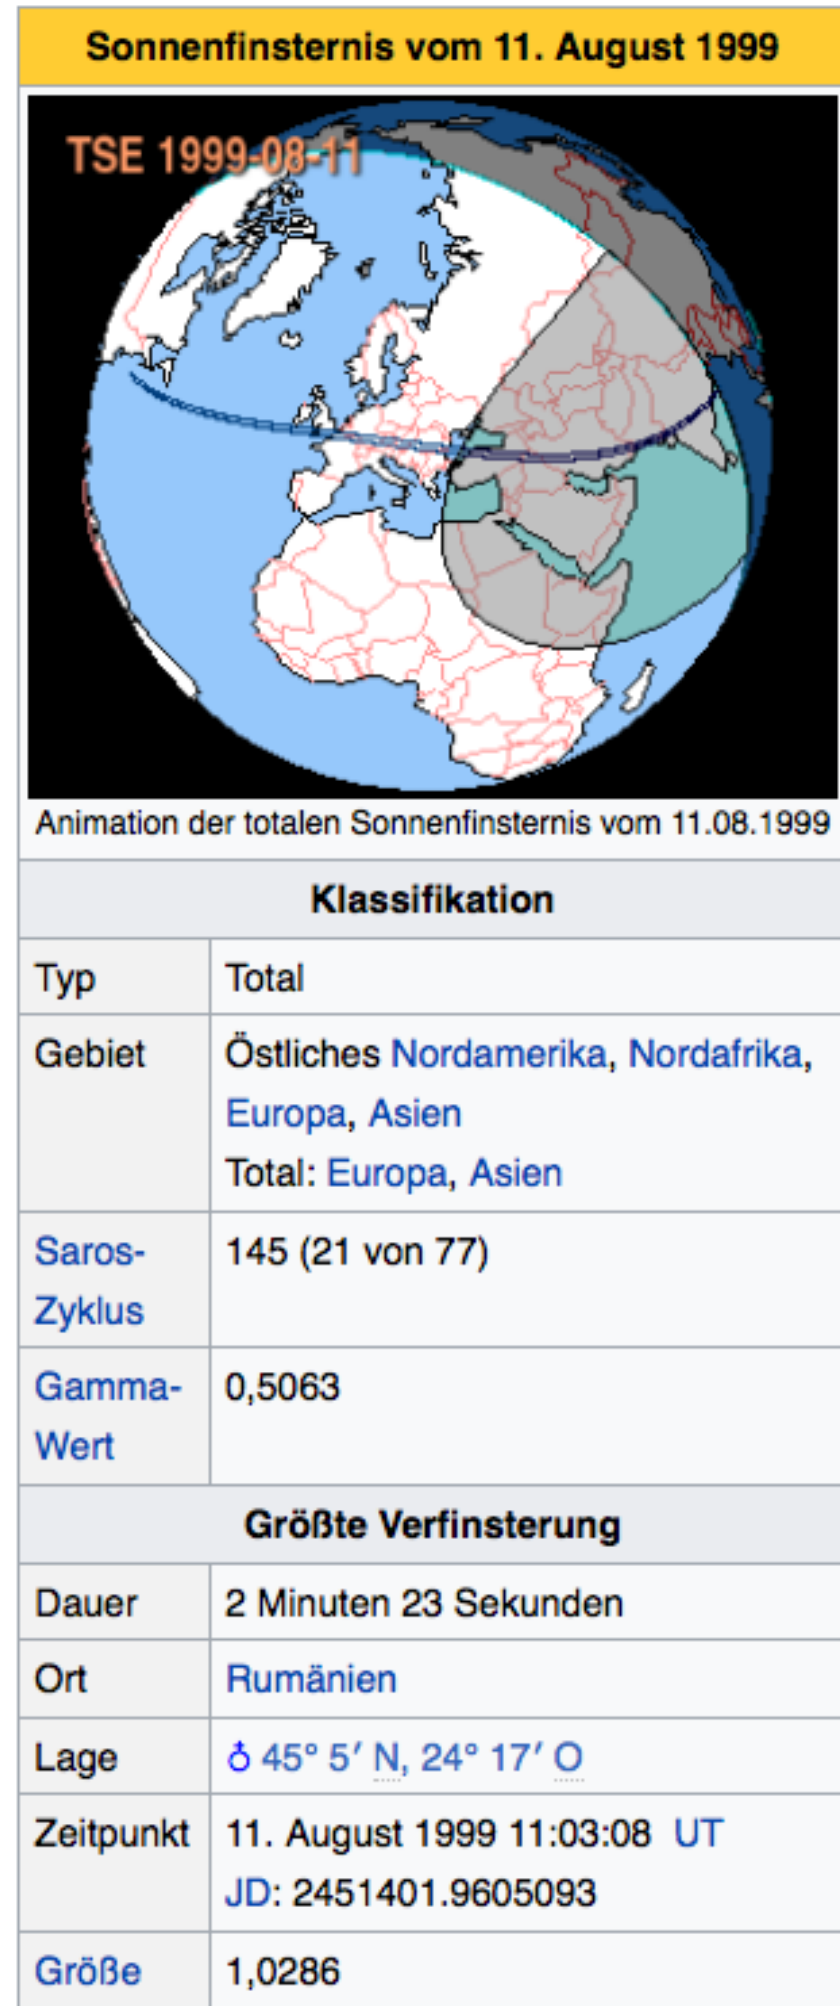 Sonnenfinsternis vom 11. August 1999
TSE 1999-08-11
Animation der totalen Sonnenfinsternis vom 11.08.1999
Klassifikation
Typ Total
Gebiet Östliches Nordamerika, Nordafrika,
Europa, Asien
Total: Europa, Asien
Saros- 145 (21 von 77)
Zyklus
Gamma- 0,5063
Wert
Größte Verfinsterung
Dauer 2 Minuten 23 Sekunden
Ort Rumänien
Lage ♁ 45° 5′ N, 24° 17′ O
Zeitpunkt 11. August 1999 11:03:08 UT
JD: 2451401.9605093
Größe 1,0286